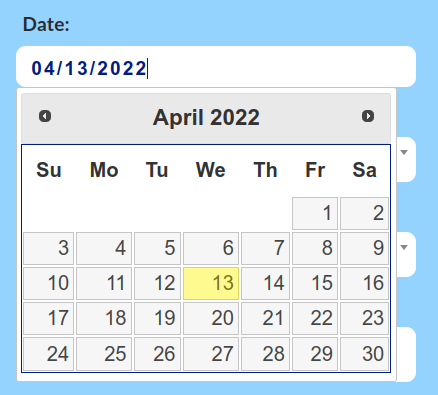 Date:
04/13/2022
April 2022
Su Mo Tu We Th Fr Sa
1 2
3 4 5 6 7 8 9
10 11 12 13 14 15 16
17 18 19 20 21 22 23
24 25 26 27 28 29 30